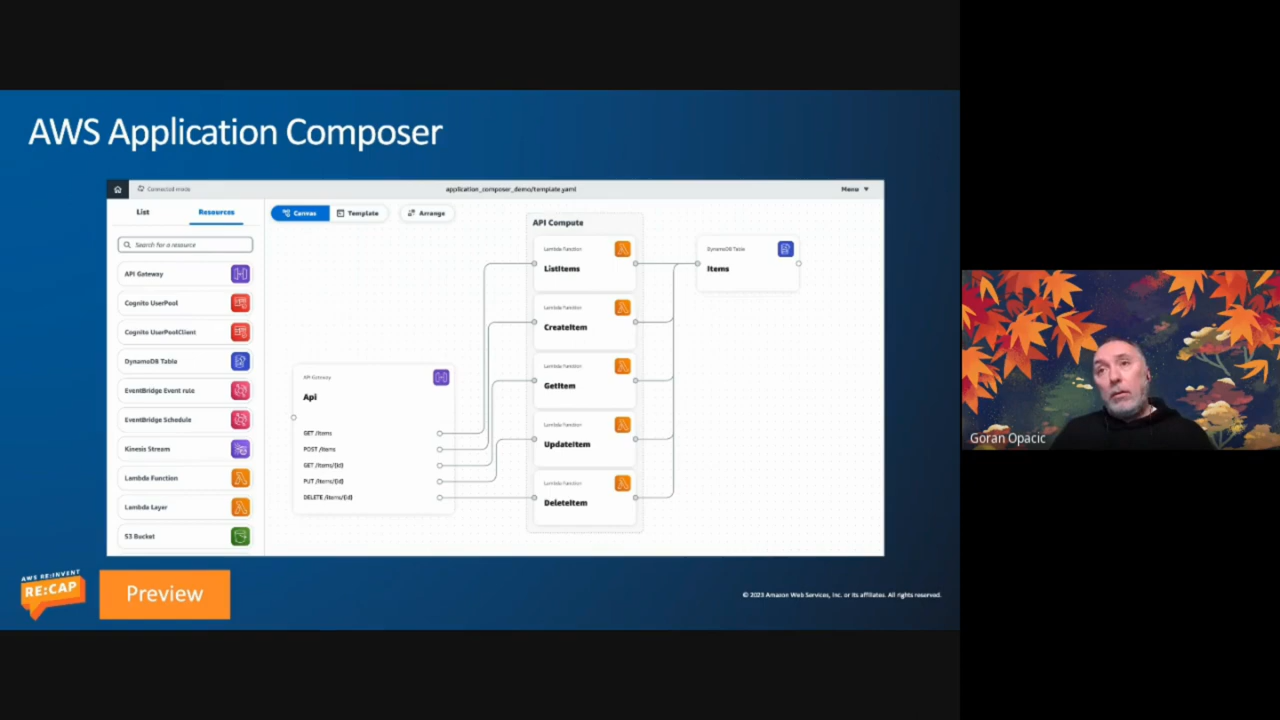 AWS Application Composer
Connected mode
application_composer_demo/template.yaml
Menu
List
Resources
Canvas
Template
Arrange
Search for a resource
API Gateway
Cognito UserPool
Cognito UserPoolClient
DynamoDB Table
EventBridge Event rule
EventBridge Schedule
Kinesis Stream
Lambda Function
Lambda Layer
S3 Bucket
API Gateway
Api
GET /items
POST /items
GET /items/{id}
PUT /items/{id}
DELETE /items/{id}
API Compute
Lambda Function
ListItems
Lambda Function
CreateItem
Lambda Function
GetItem
Lambda Function
UpdateItem
Lambda Function
DeleteItem
DynamoDB Table
Items
AWS RE:INVENT
RE:CAP
Preview
© 2023 Amazon Web Services, Inc. or its affiliates. All rights reserved.
Goran Opacic